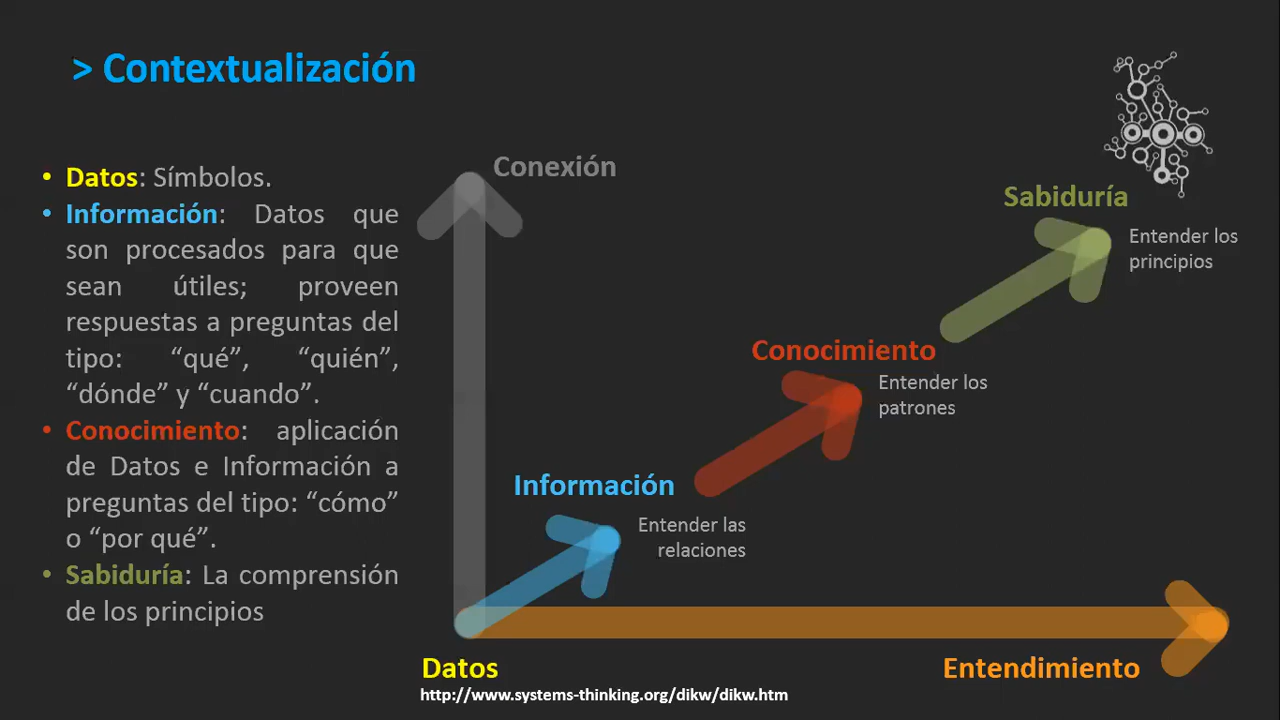 > Contextualización
• Datos: Símbolos.
• Información: Datos que
son procesados para que
sean útiles; proveen
respuestas a preguntas del
tipo: “qué”, “quién”,
“dónde” y “cuando”.
• Conocimiento: aplicación
de Datos e Información a
preguntas del tipo: “cómo”
o “por qué”.
• Sabiduría: La comprensión
de los principios
Conexión
Sabiduría
Entender los
principios
Conocimiento
Entender los
patrones
Información
Entender las
relaciones
Datos
Entendimiento
http://www.systems-thinking.org/dikw/dikw.htm